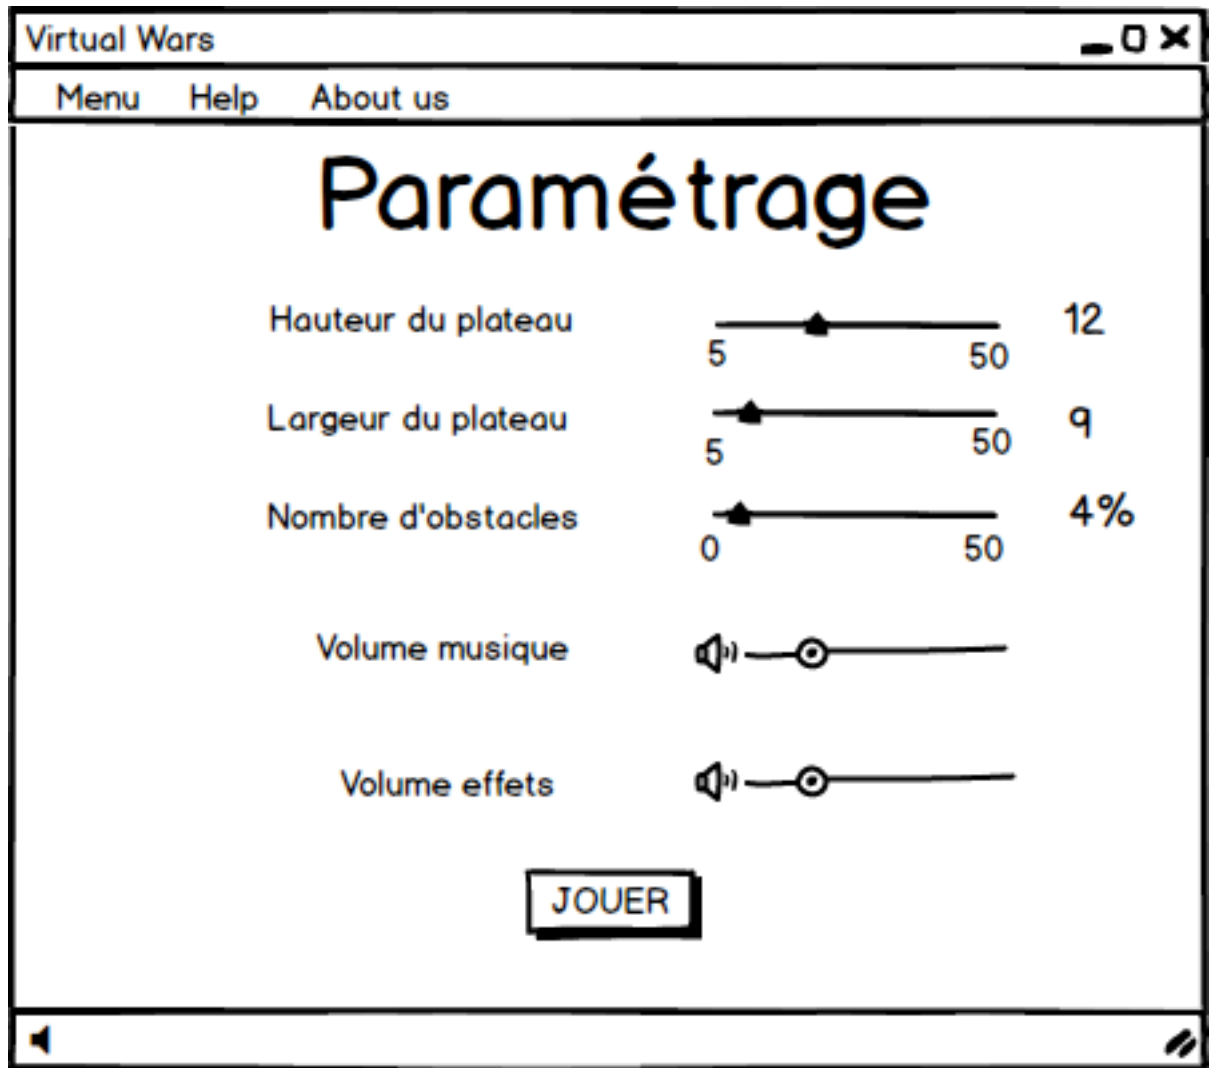 Virtual Wars
Menu Help About us
Paramétrage
Hauteur du plateau 12
5 50
Largeur du plateau 9
5 50
Nombre d'obstacles 4%
0 50
Volume musique
Volume effets
JOUER